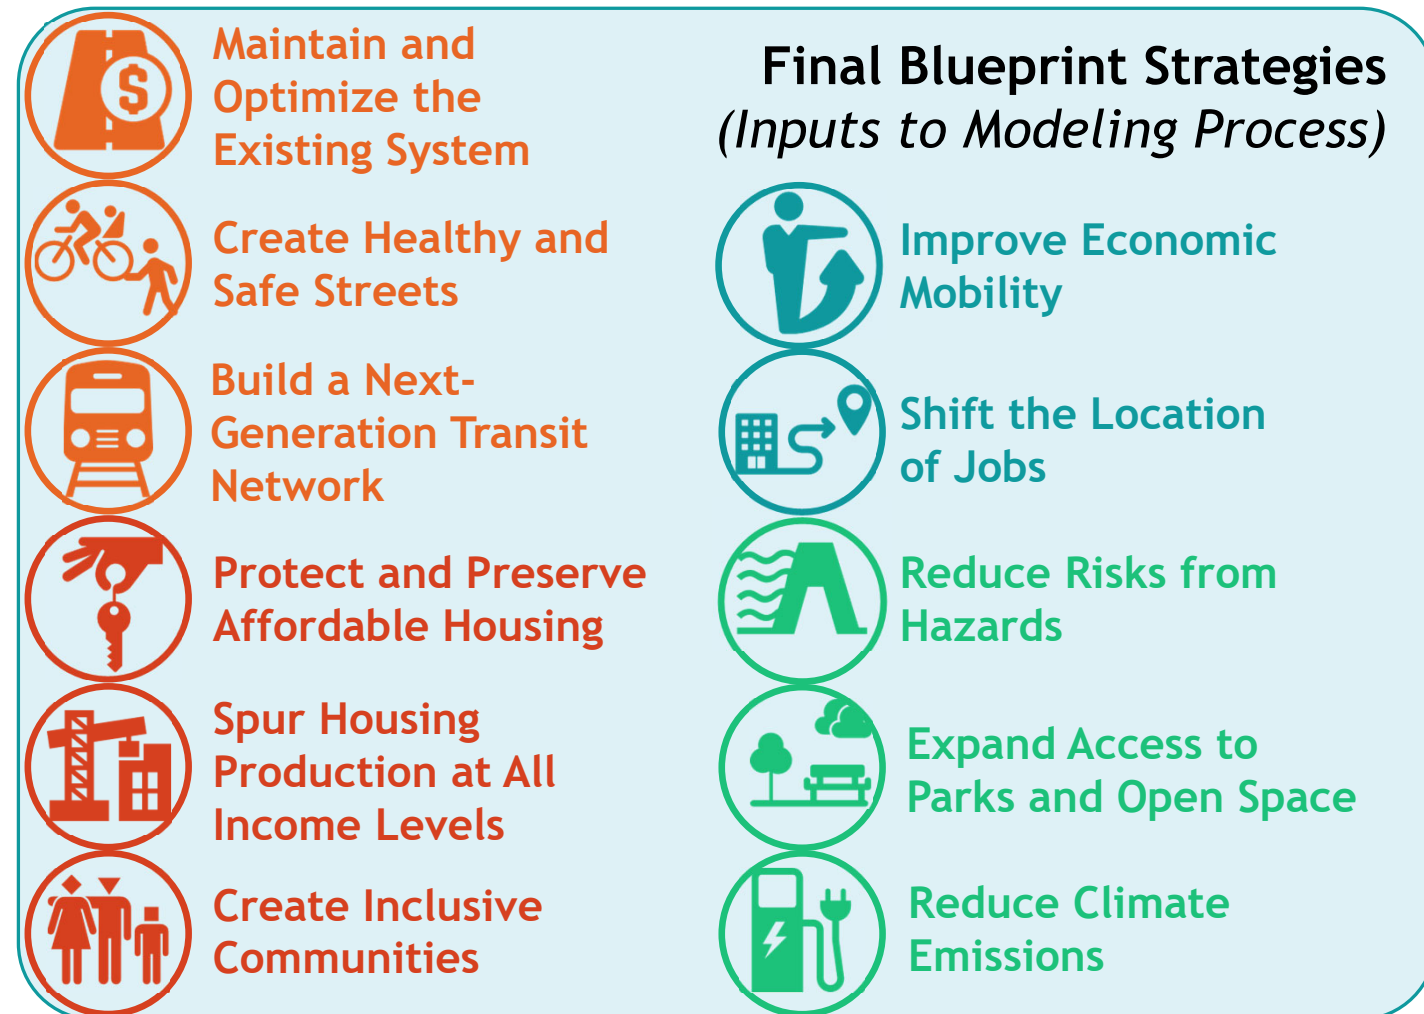 Final Blueprint Strategies
(Inputs to Modeling Process)
Maintain and
Optimize the
Existing System
Create Healthy and
Safe Streets
Build a Next-
Generation Transit
Network
Protect and Preserve
Affordable Housing
Spur Housing
Production at All
Income Levels
Create Inclusive
Communities
Improve Economic
Mobility
Shift the Location
of Jobs
Reduce Risks from
Hazards
Expand Access to
Parks and Open Space
Reduce Climate
Emissions